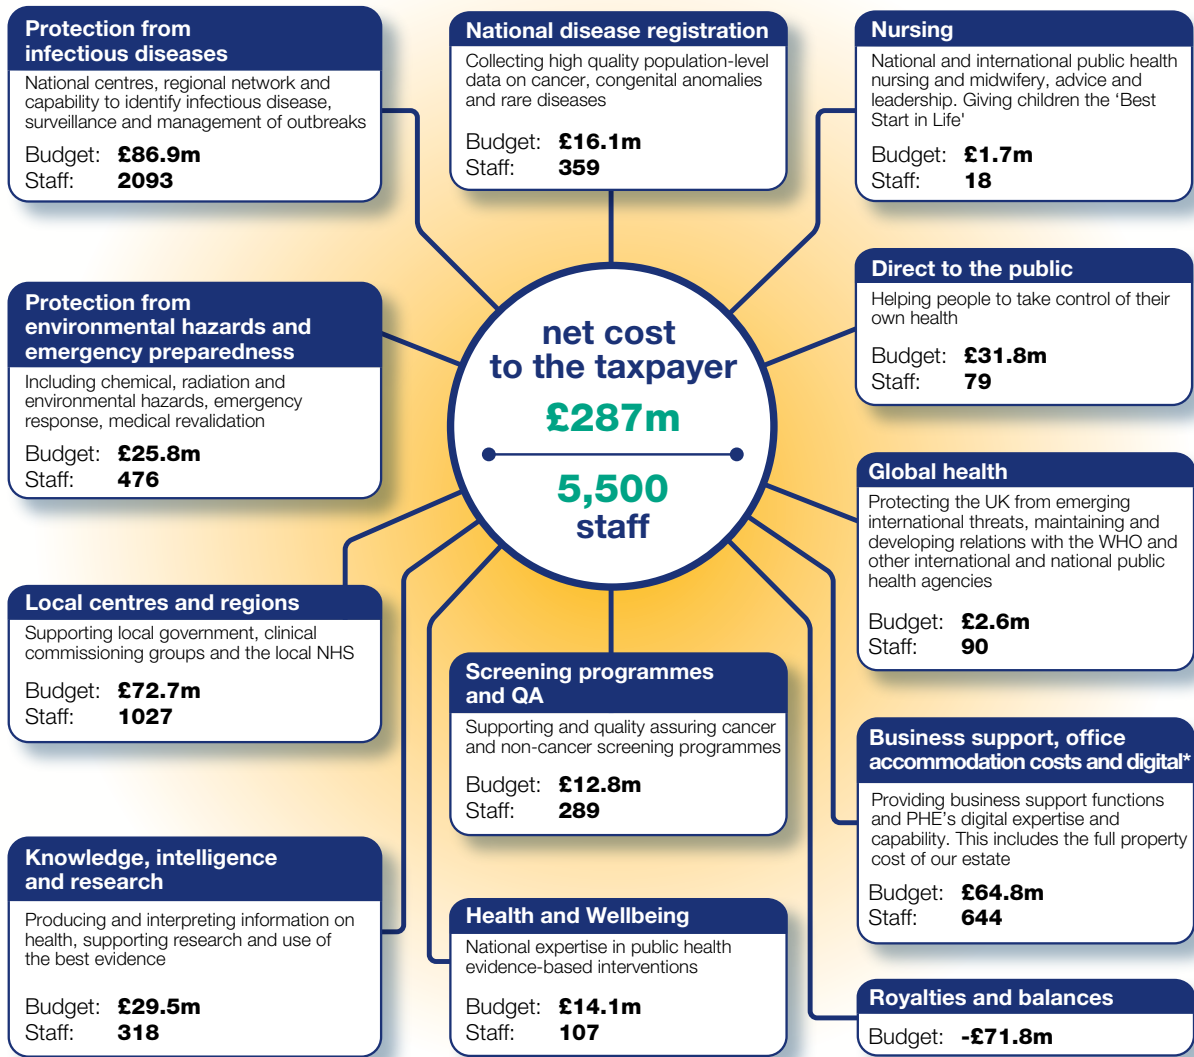 Protection from
infectious diseases
National centres, regional network and
capability to identify infectious disease,
surveillance and management of outbreaks
Budget: £86.9m
Staff: 2093
National disease registration
Collecting high quality population-level
data on cancer, congenital anomalies
and rare diseases
Budget: £16.1m
Staff: 359
Nursing
National and international public health
nursing and midwifery, advice and
leadership. Giving children the ‘Best
Start in Life'
Budget: £1.7m
Staff: 18
Protection from
environmental hazards and
emergency preparedness
Including chemical, radiation and
environmental hazards, emergency
response, medical revalidation
Budget: £25.8m
Staff: 476
net cost
to the taxpayer
£287m
5,500
staff
Direct to the public
Helping people to take control of their
own health
Budget: £31.8m
Staff: 79
Global health
Protecting the UK from emerging
international threats, maintaining and
developing relations with the WHO and
other international and national public
health agencies
Budget: £2.6m
Staff: 90
Local centres and regions
Supporting local government, clinical
commissioning groups and the local NHS
Budget: £72.7m
Staff: 1027
Screening programmes
and QA
Supporting and quality assuring cancer
and non-cancer screening programmes
Budget: £12.8m
Staff: 289
Business support, office
accommodation costs and digital*
Providing business support functions
and PHE's digital expertise and
capability. This includes the full property
cost of our estate
Budget: £64.8m
Staff: 644
Knowledge, intelligence
and research
Producing and interpreting information on
health, supporting research and use of
the best evidence
Budget: £29.5m
Staff: 318
Health and Wellbeing
National expertise in public health
evidence-based interventions
Budget: £14.1m
Staff: 107
Royalties and balances
Budget: -£71.8m